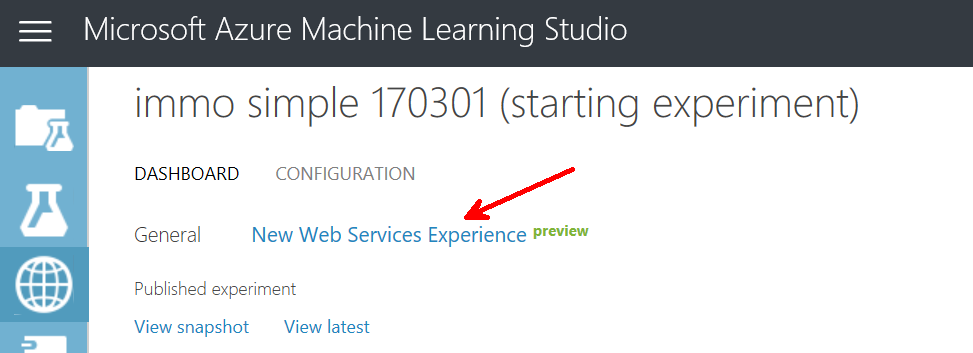 Microsoft Azure Machine Learning Studio
immo simple 170301 (starting experiment)
DASHBOARD CONFIGURATION
General New Web Services Experience preview
Published experiment
View snapshot View latest